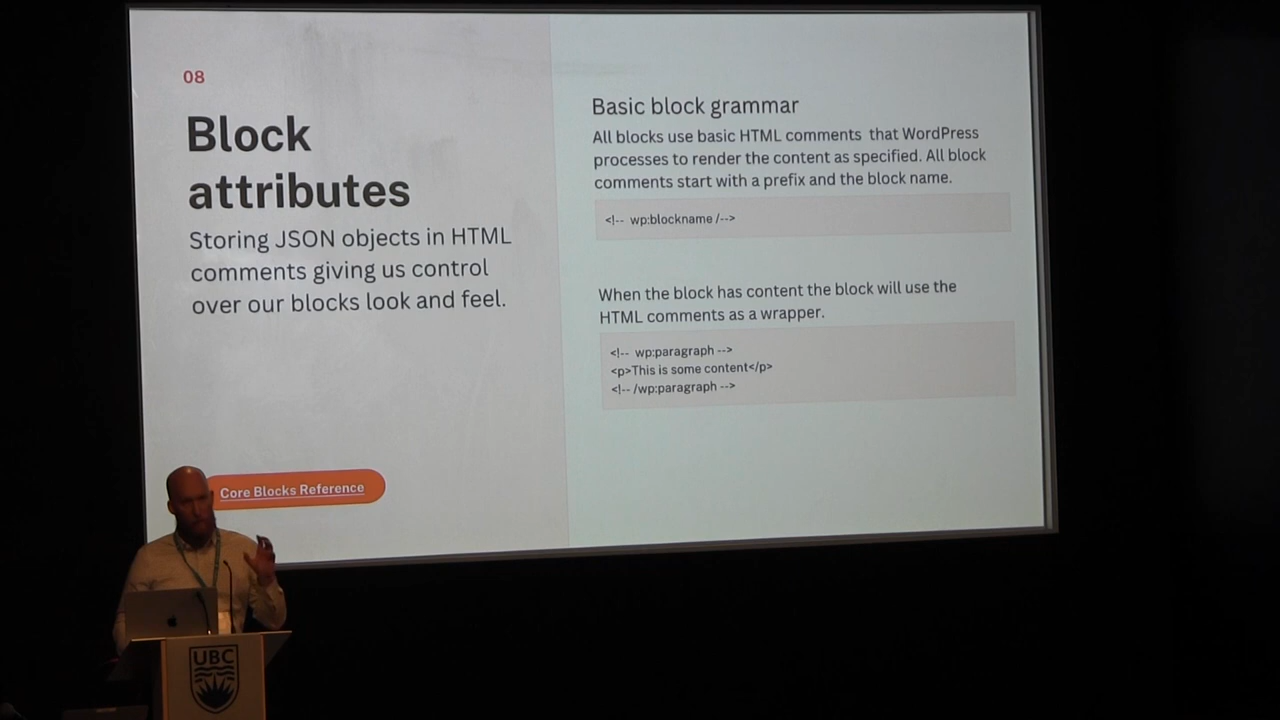 08
Block
attributes
Storing JSON objects in HTML
comments giving us control
over our blocks look and feel.
Core Blocks Reference
Basic block grammar
All blocks use basic HTML comments  that WordPress
processes to render the content as specified. All block
comments start with a prefix and the block name.
<!--  wp:blockname /-->
When the block has content the block will use the
HTML comments as a wrapper.
<!--  wp:paragraph -->
<p>This is some content</p>
<!-- /wp:paragraph -->
UBC